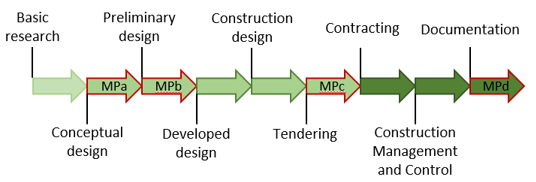 Basic
research
Preliminary
design
Construction
design
Contracting
Documentation
MPa
MPb
MPc
MPd
Conceptual
design
Developed
design
Tendering
Construction
Management
and Control